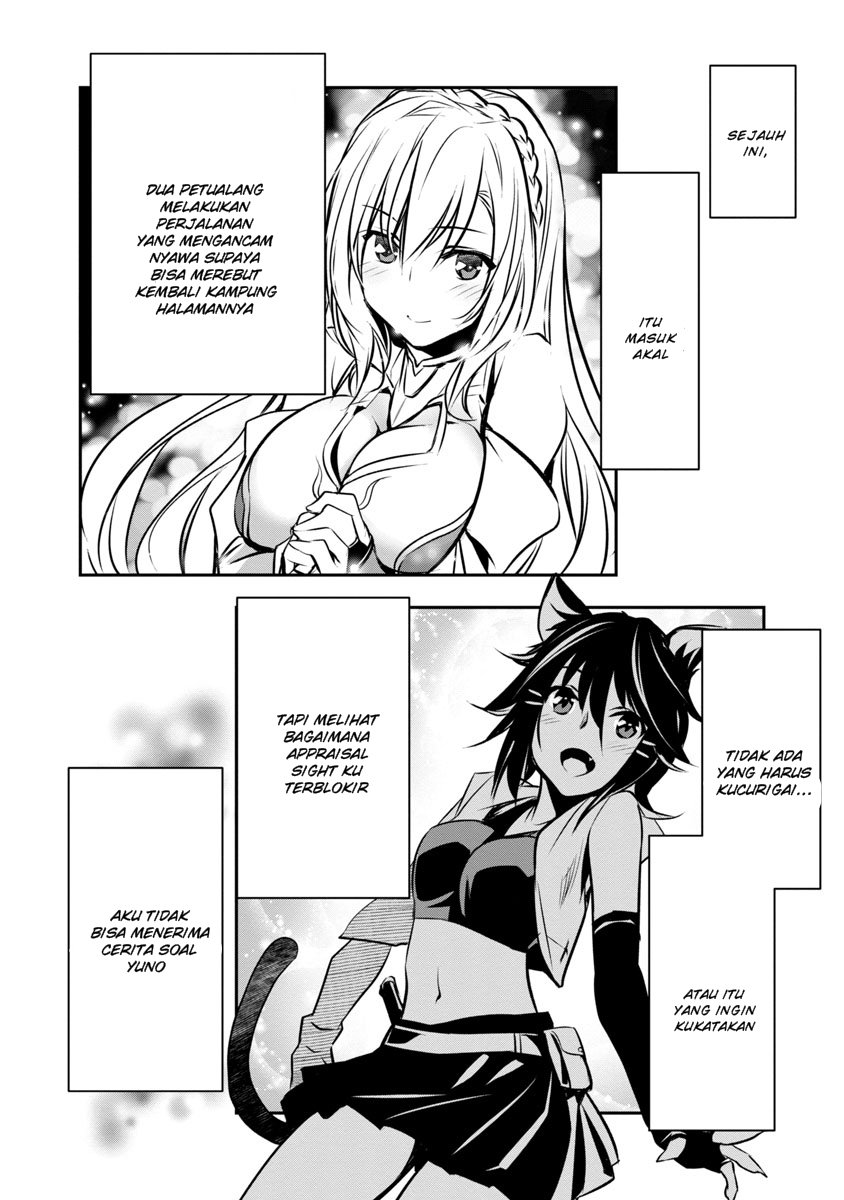 SEJAUH
INI,
ITU
MASUK
AKAL
DUA PETUALANG
MELAKUKAN
PERJALANAN
YANG MENGANCAM
NYAWA SUPAYA
BISA MEREBUT
KEMBALI KAMPUNG
HALAMANNYA
TIDAK ADA
YANG HARUS
KUCURIGAI...
ATAU ITU
YANG INGIN
KUKATAKAN
TAPI MELIHAT
BAGAIMANA
APPRAISAL
SIGHT KU
TERBLOKIR
AKU TIDAK
BISA MENERIMA
CERITA SOAL
YUNO